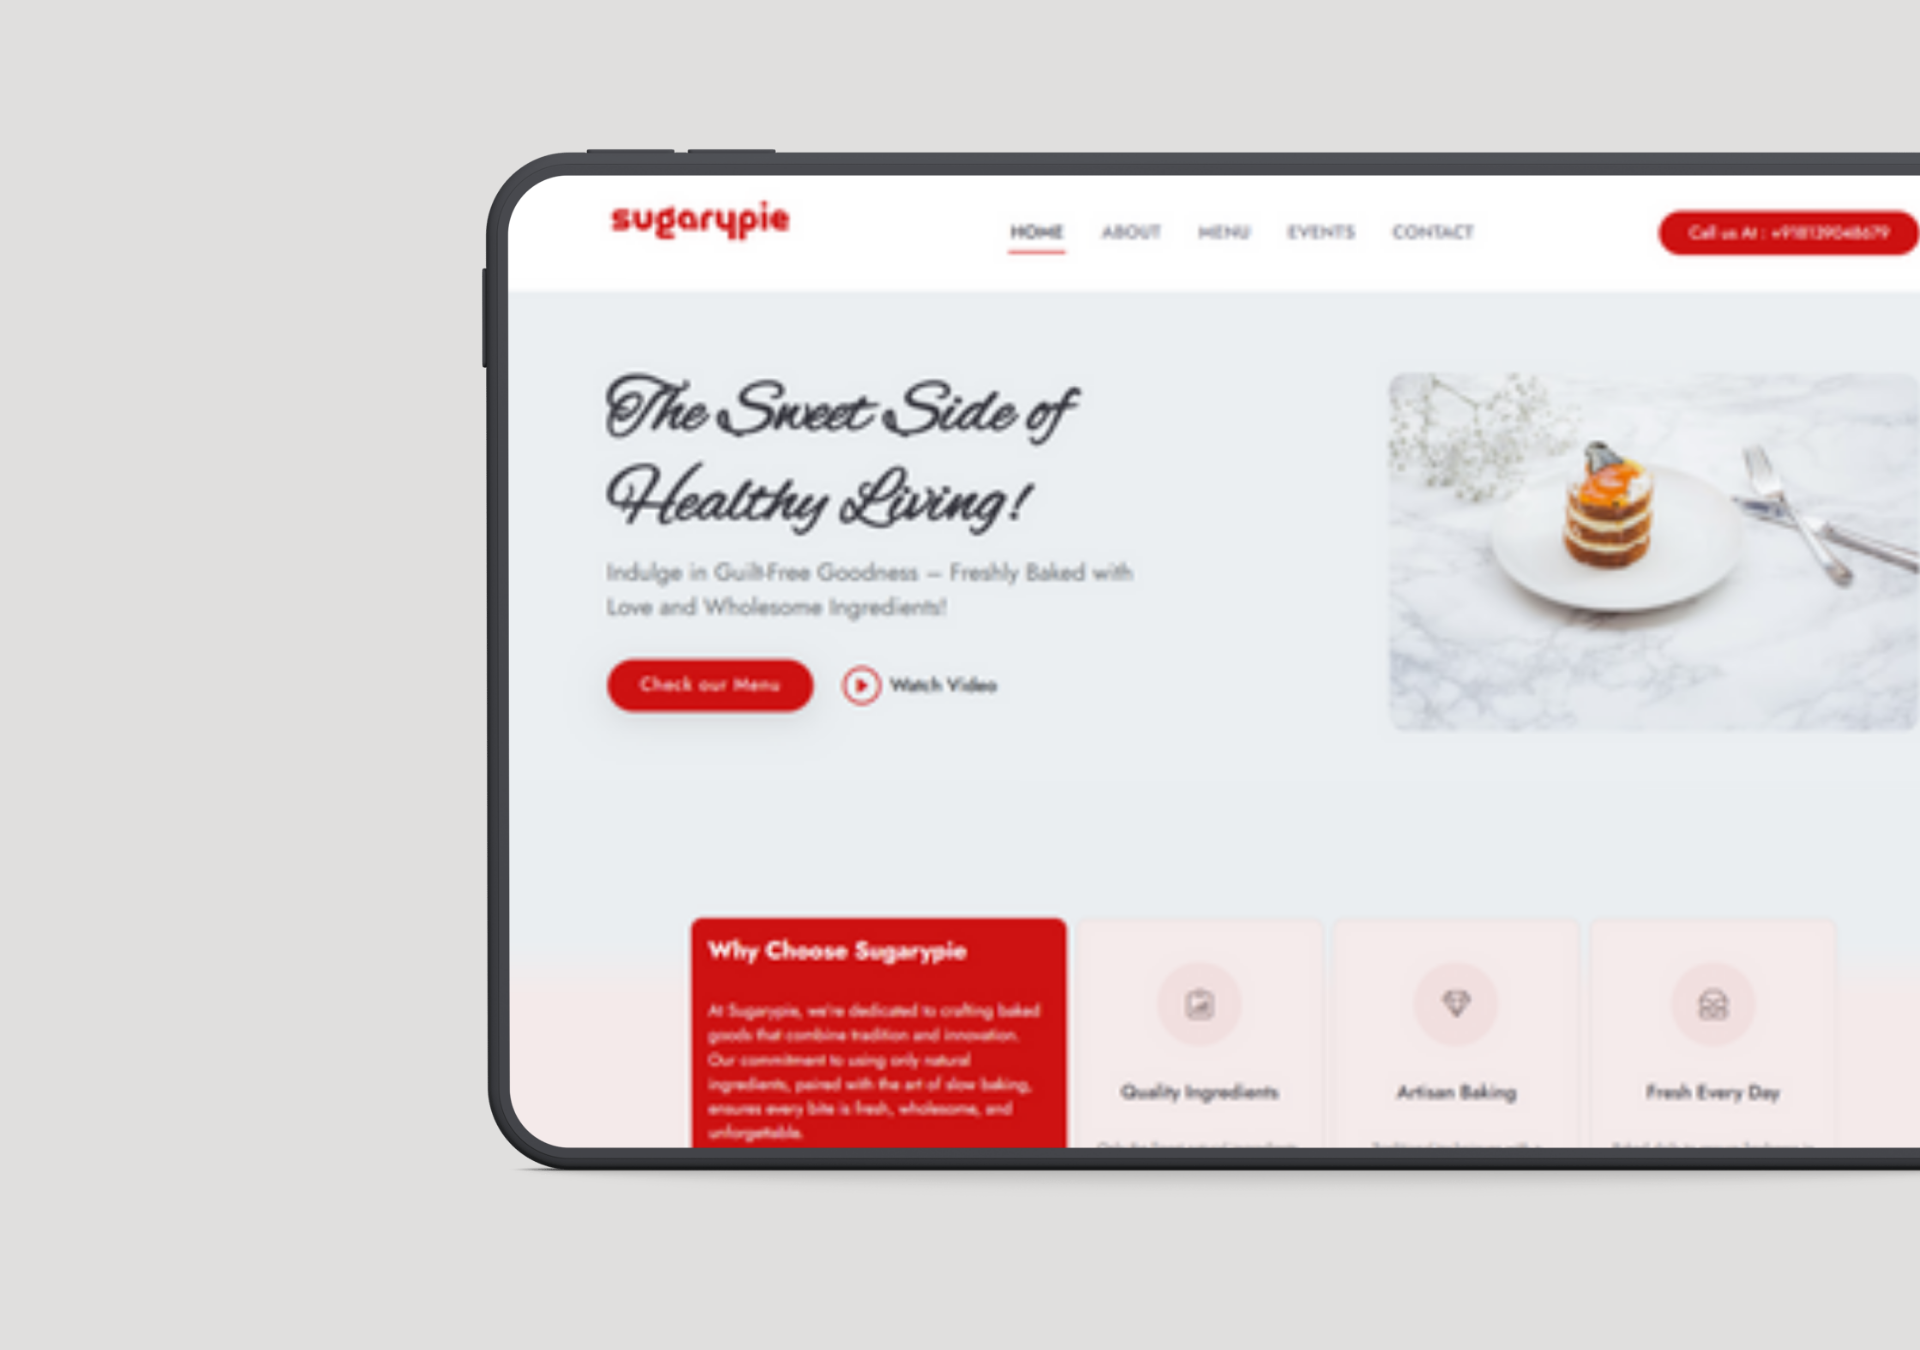 sugarypie
HOME ABOUT MENU EVENTS CONTACT
Call us At : +918139048679
The Sweet Side of
Healthy Living!
Indulge in Guilt-Free Goodness – Freshly Baked with
Love and Wholesome Ingredients!
Check our Menu
Watch Video
Why Choose Sugarypie
At Sugarypie, we're dedicated to crafting baked
goods that combine tradition and innovation.
Our commitment to using only natural
ingredients, paired with the art of slow baking,
ensures every bite is fresh, wholesome, and
unforgettable.
Quality Ingredients
Artisan Baking
Fresh Every Day